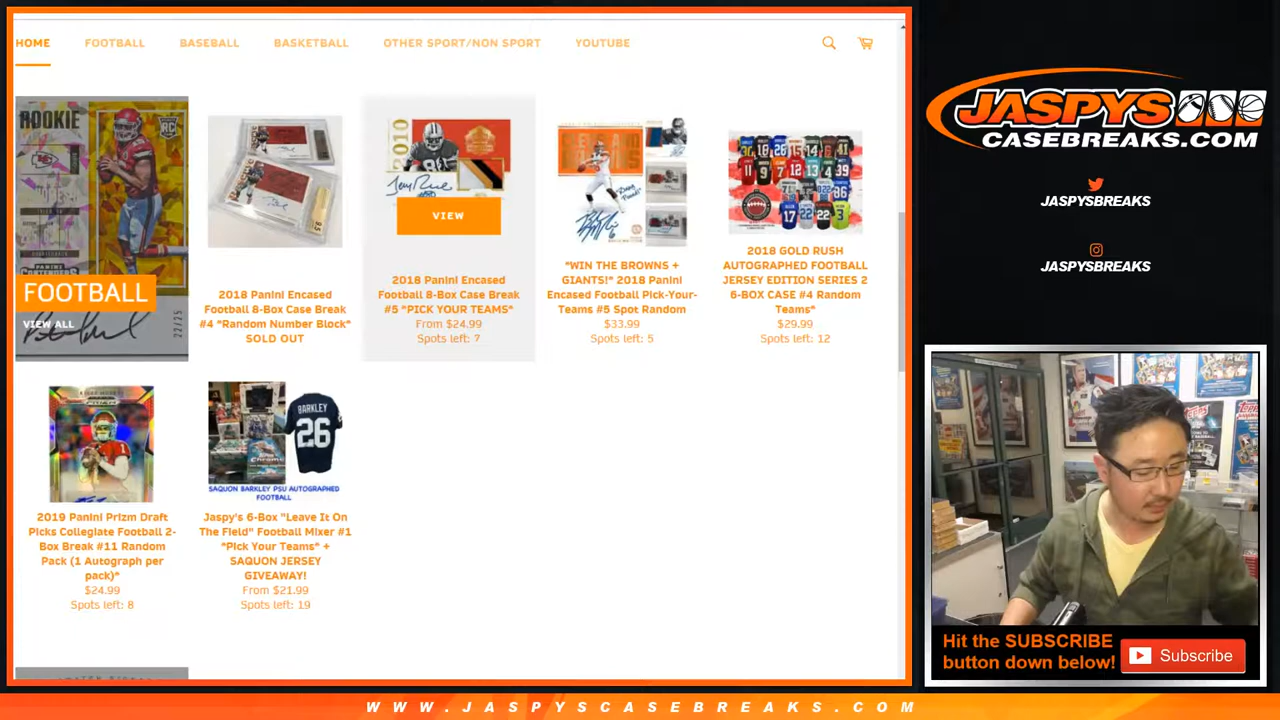 HOME
FOOTBALL
BASEBALL
BASKETBALL
OTHER SPORT/NON SPORT
YOUTUBE
ROOKIE
RC
PANINI
CONTENDERS
22/25
FOOTBALL
VIEW ALL
2018 Panini Encased
Football 8-Box Case Break
#4 "Random Number Block"
SOLD OUT
2010
VIEW
2018 Panini Encased
Football 8-Box Case Break
#5 "PICK YOUR TEAMS"
From $24.99
Spots left: 7
*WIN THE BROWNS +
GIANTS!* 2018 Panini
Encased Football Pick-Your-
Teams #5 Spot Random
$33.99
Spots left: 5
2018 GOLD RUSH
AUTOGRAPHED FOOTBALL
JERSEY EDITION SERIES 2
6-BOX CASE #4 Random
Teams*
$29.99
Spots left: 12
2019 Panini Prizm Draft
Picks Collegiate Football 2-
Box Break #11 Random
Pack (1 Autograph per
pack)*
$24.99
Spots left: 8
BARKLEY
26
SAQUON BARKLEY PSU AUTOGRAPHED
FOOTBALL
Jaspy's 6-Box "Leave It On
The Field" Football Mixer #1
*Pick Your Teams* +
SAQUON JERSEY
GIVEAWAY!
From $21.99
Spots left: 19
JASPYS
CASEBREAKS.COM
JASPYSBREAKS
JASPYSBREAKS
Topps
Hit the SUBSCRIBE
button down below!
Subscribe
WWW.JASPYSCASEBREAKS.COM